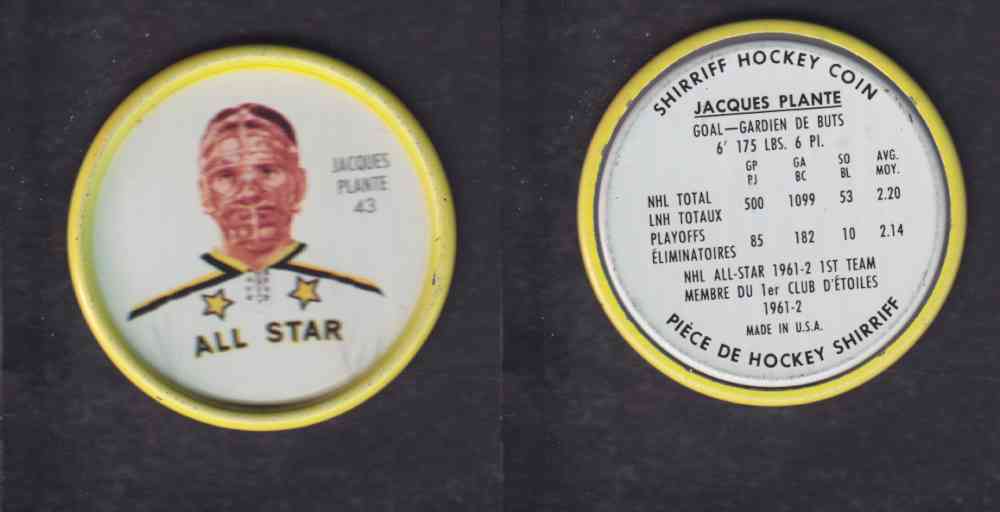 JACQUES
PLANTE
43
ALL STAR
SHIRRIFF HOCKEY COIN
JACQUES PLANTE
GOAL—GARDIEN DE BUTS
6' 175 LBS. 6 PI.
GP GA SO AVG.
PJ BC BL MOY.
NHL TOTAL
LNH TOTAUX 500 1099 53 2.20
PLAYOFFS
ÉLIMINATOIRES 85 182 10 2.14
NHL ALL-STAR 1961-2 1ST TEAM
MEMBRE DU 1er CLUB D'ÉTOILES
1961-2
MADE IN U.S.A.
PIÉCE DE HOCKEY SHIRRIFF